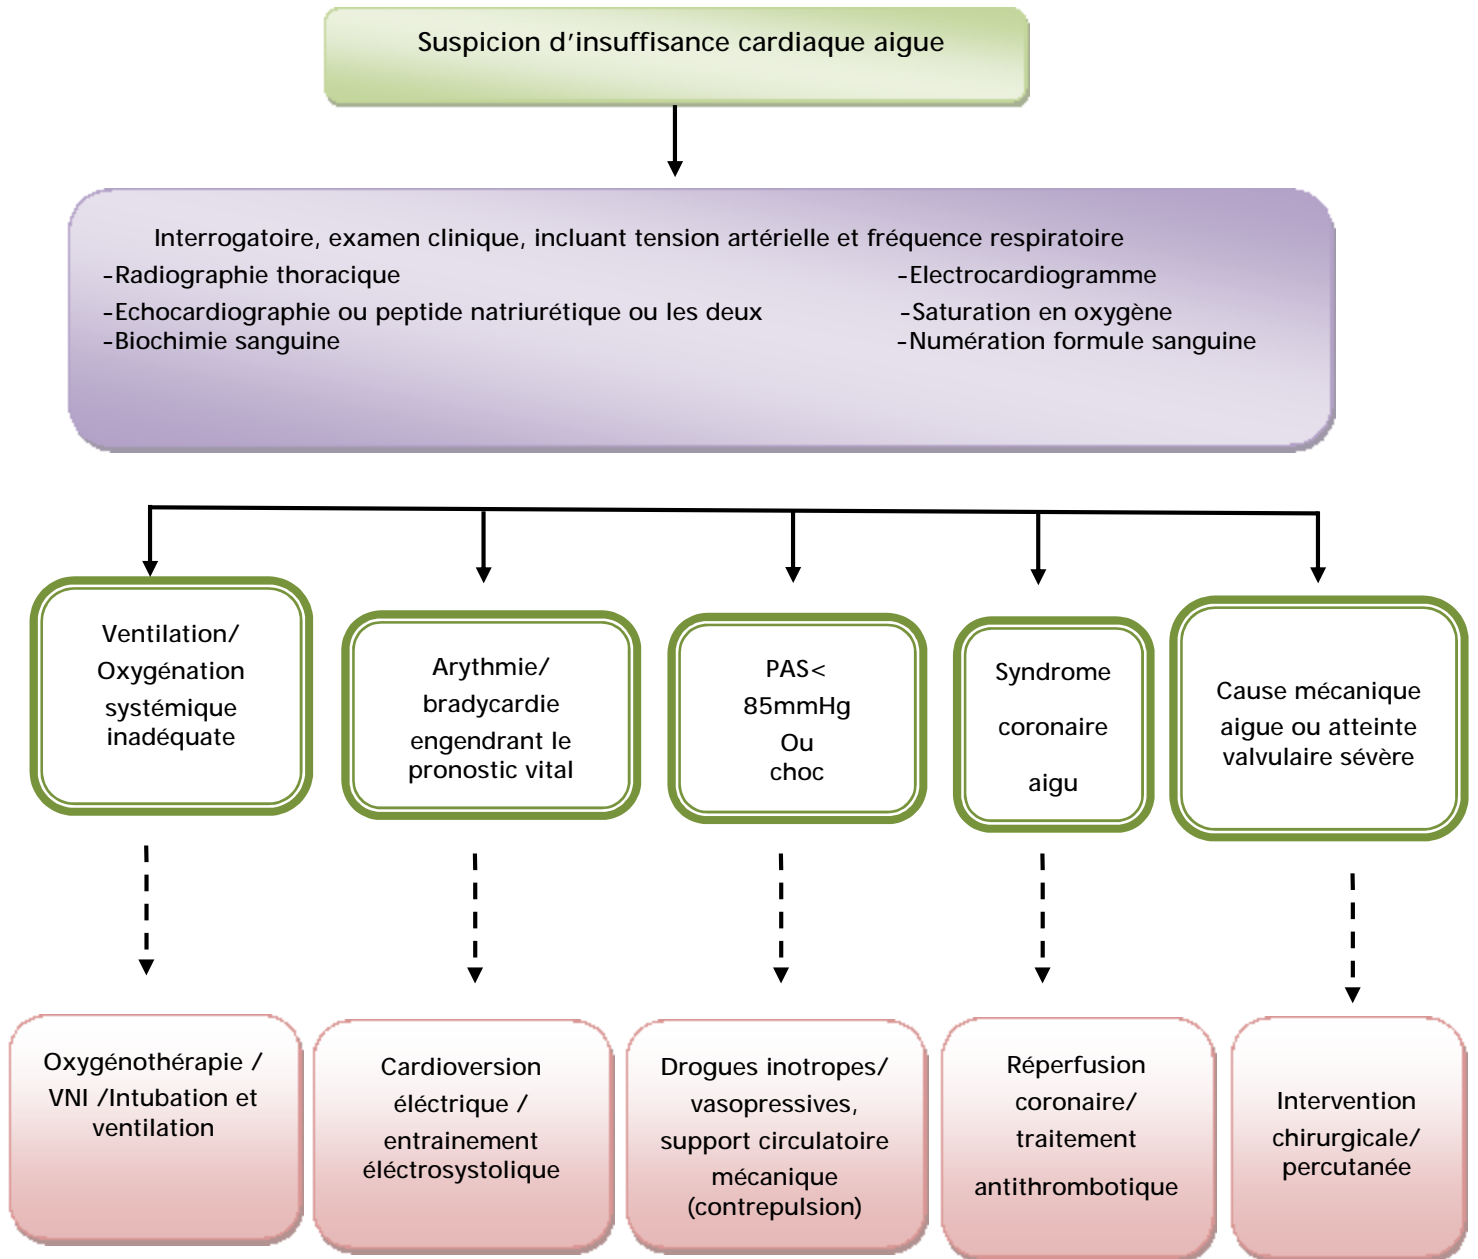 Suspicion d'insuffisance cardiaque aigue
Interrogatoire, examen clinique, incluant tension artérielle et fréquence respiratoire
-Radiographie thoracique
-Electrocardiogramme
-Echocardiographie ou peptide natriurétique ou les deux
-Saturation en oxygène
-Biochimie sanguine
-Numération formule sanguine
Ventilation/
Oxygénation
systémique
inadéquate
Arythmie/
bradycardie
engendrant le
pronostic vital
PAS<
85mmHg
Ou
choc
Syndrome
coronaire
aigu
Cause mécanique
aigue ou atteinte
valvulaire sévère
Oxygénothérapie /
VNI /Intubation et
ventilation
Cardioversion
éléctrique /
entrainement
éléctrosystolique
Drogues inotropes/
vasopressives,
support circulatoire
mécanique
(contrepulsion)
Réperfusion
coronaire/
traitement
antithrombotique
Intervention
chirurgicale/
percutanée